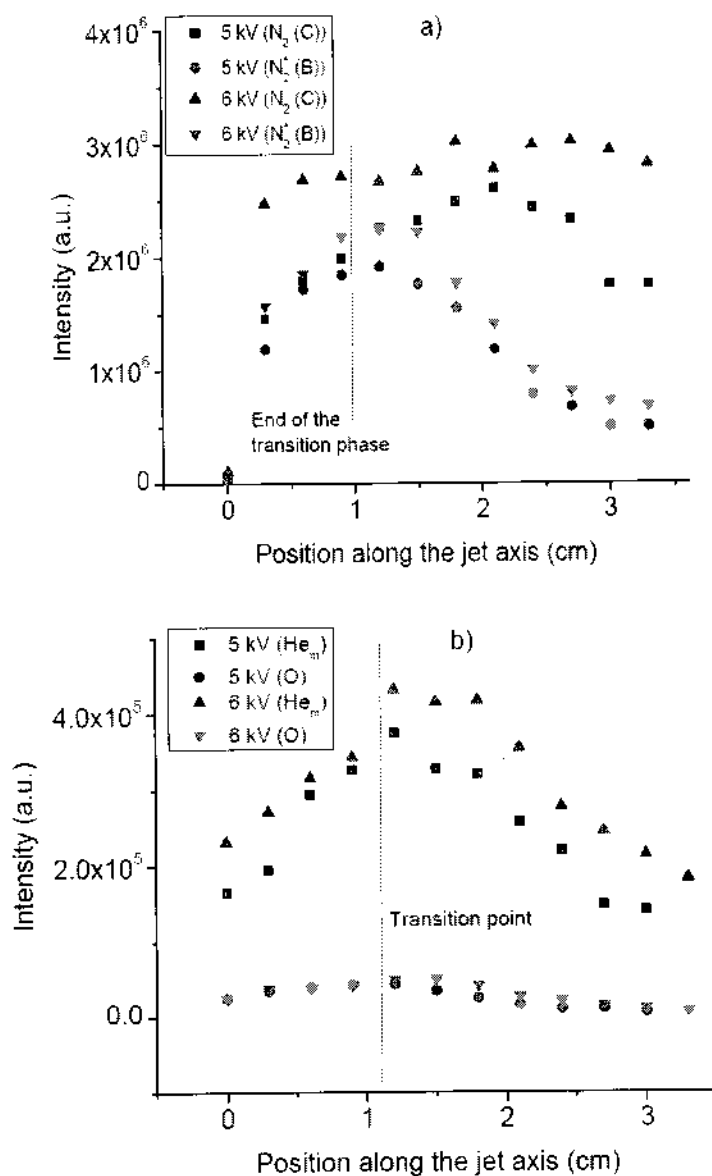 a)
4x10⁶
3x10⁶
2x10⁶
1x10⁶
0
Intensity (a.u.)
5 kV (N₂ (C))
5 kV (N₂⁺ (B))
6 kV (N₂ (C))
6 kV (N₂⁺ (B))
End of the
transition phase
0 1 2 3
Position along the jet axis (cm)
b)
5 kV (Heₘ)
5 kV (O)
6 kV (Heₘ)
6 kV (O)
4.0x10⁵
2.0x10⁵
0.0
Intensity (a.u.)
Transition point
0 1 2 3
Position along the jet axis (cm)